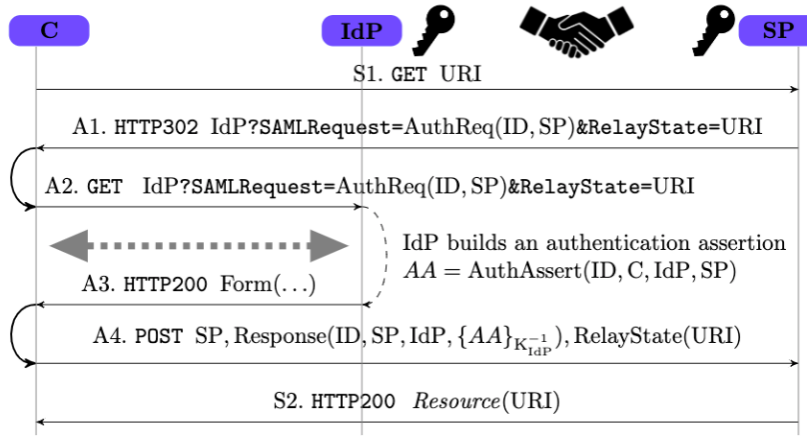 C IdP SP
S1. GET URI
A1. HTTP302 IdP?SAMLRequest=AuthReq(ID, SP)&RelayState=URI
A2. GET IdP?SAMLRequest=AuthReq(ID, SP)&RelayState=URI
IdP builds an authentication assertion
AA = AuthAssert(ID, C, IdP, SP)
A3. HTTP200 Form(...)
A4. POST SP, Response(ID, SP, IdP, {AA}K⁻¹IdP), RelayState(URI)
S2. HTTP200 Resource(URI)